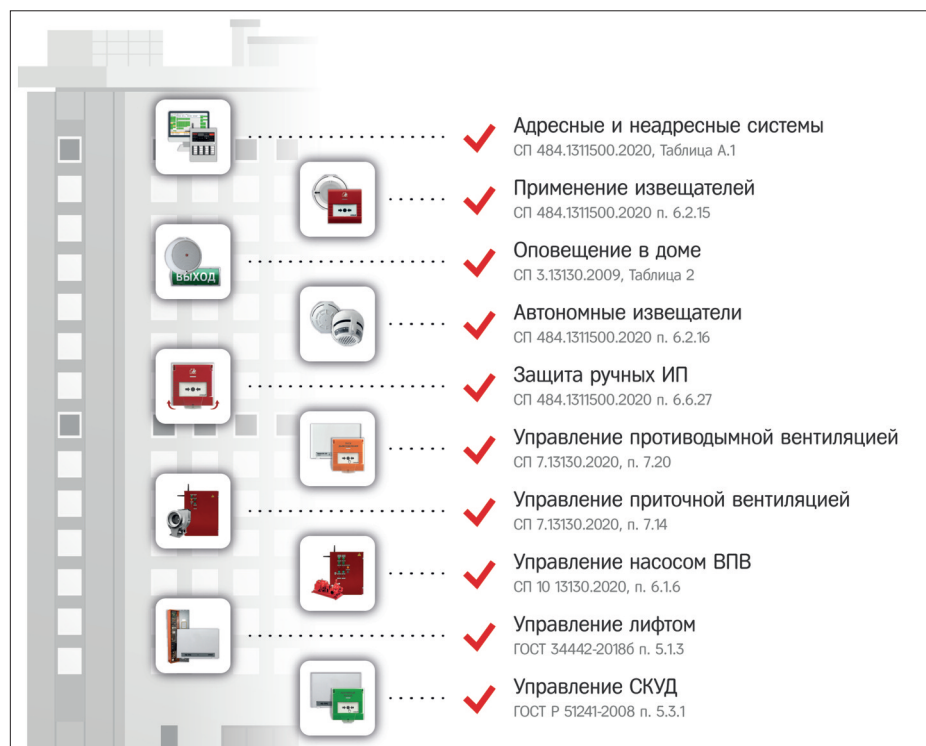 Адресные и неадресные системы
СП 484.1311500.2020, Таблица А.1
Применение извещателей
СП 484.1311500.2020 п. 6.2.15
ВЫХОД
Оповещение в доме
СП 3.13130.2009, Таблица 2
Автономные извещатели
СП 484.1311500.2020 п. 6.2.16
Защита ручных ИП
СП 484.1311500.2020 п. 6.6.27
Управление противодымной вентиляцией
СП 7.13130.2020, п. 7.20
Управление приточной вентиляцией
СП 7.13130.2020, п. 7.14
Управление насосом ВПВ
СП 10 13130.2020, п. 6.1.6
Управление лифтом
ГОСТ 34442-2018б п. 5.1.3
Управление СКУД
ГОСТ Р 51241-2008 п. 5.3.1